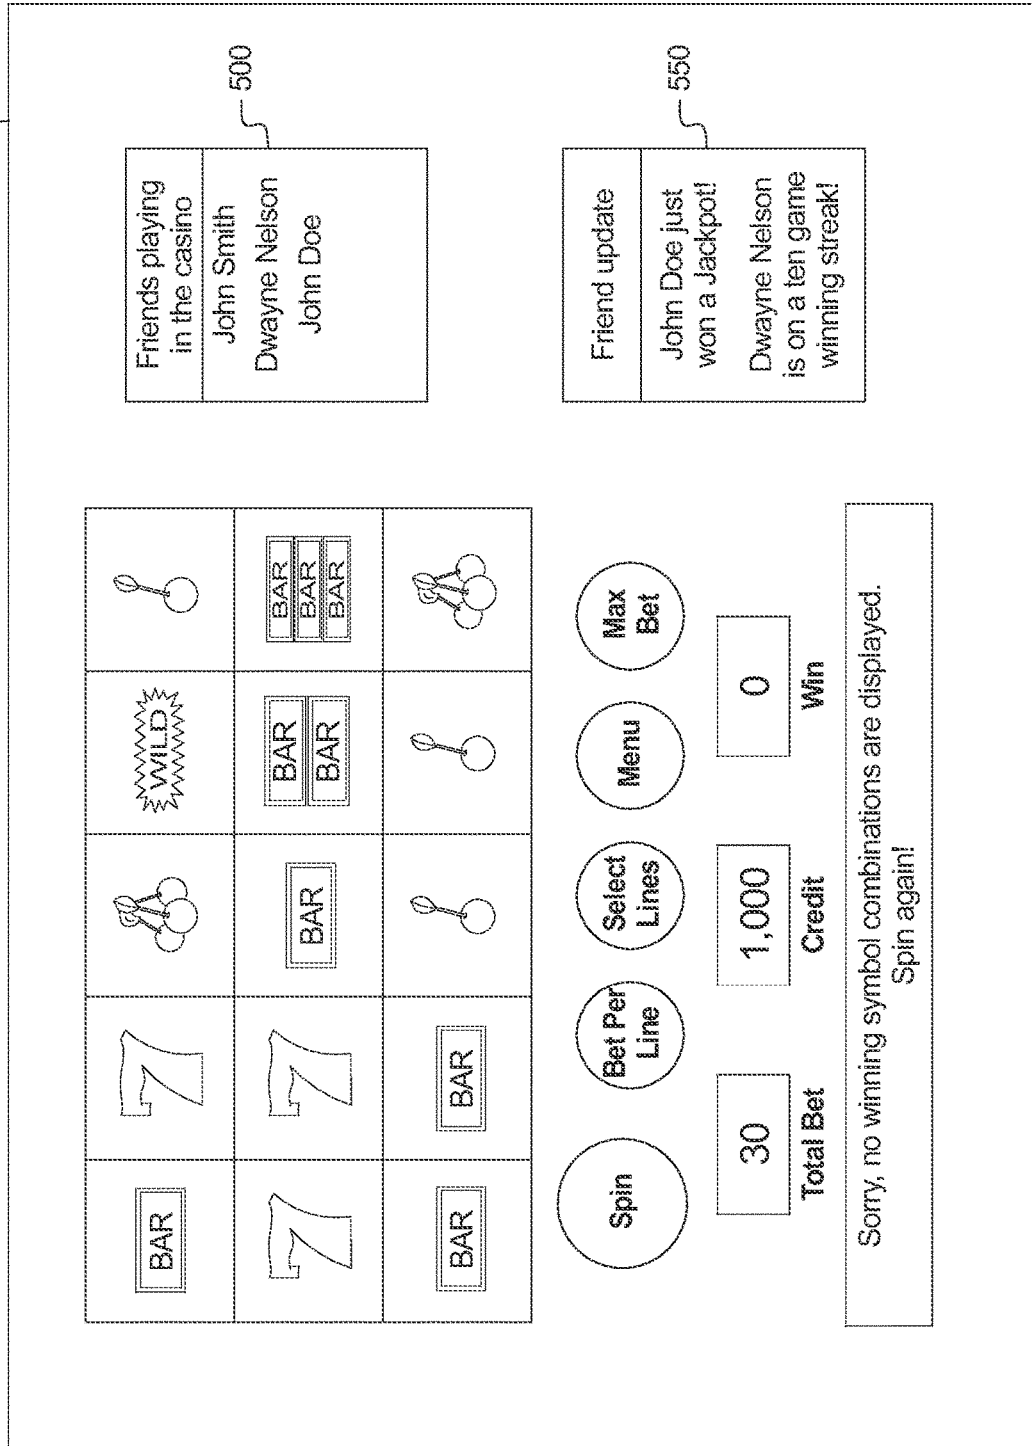 BAR
WILD
BAR
BAR
BAR
BAR
BAR
BAR
BAR
BAR
Spin
Bet Per
Line
Select
Lines
Menu
Max
Bet
30
1,000
0
Total Bet
Credit
Win
Sorry, no winning symbol combinations are displayed.
Spin again!
Friends playing
in the casino
John Smith
Dwayne Nelson
John Doe
500
Friend update
John Doe just
won a Jackpot!
Dwayne Nelson
is on a ten game
winning streak!
550